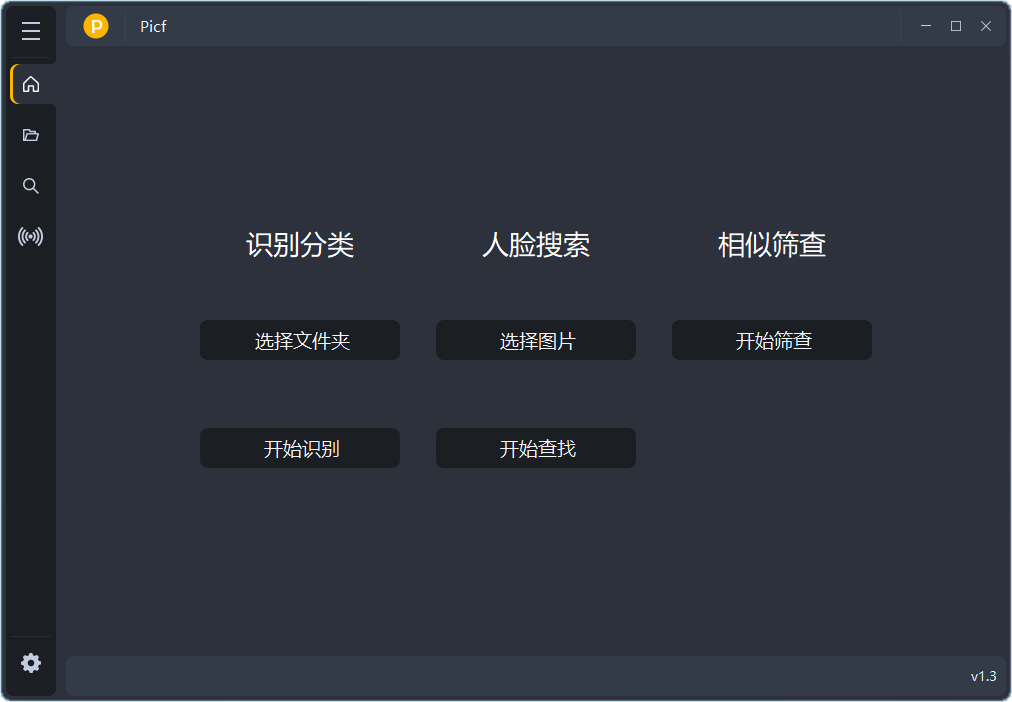 P
Picf
识别分类
人脸搜索
相似筛查
选择文件夹
选择图片
开始筛查
开始识别
开始查找
v1.3